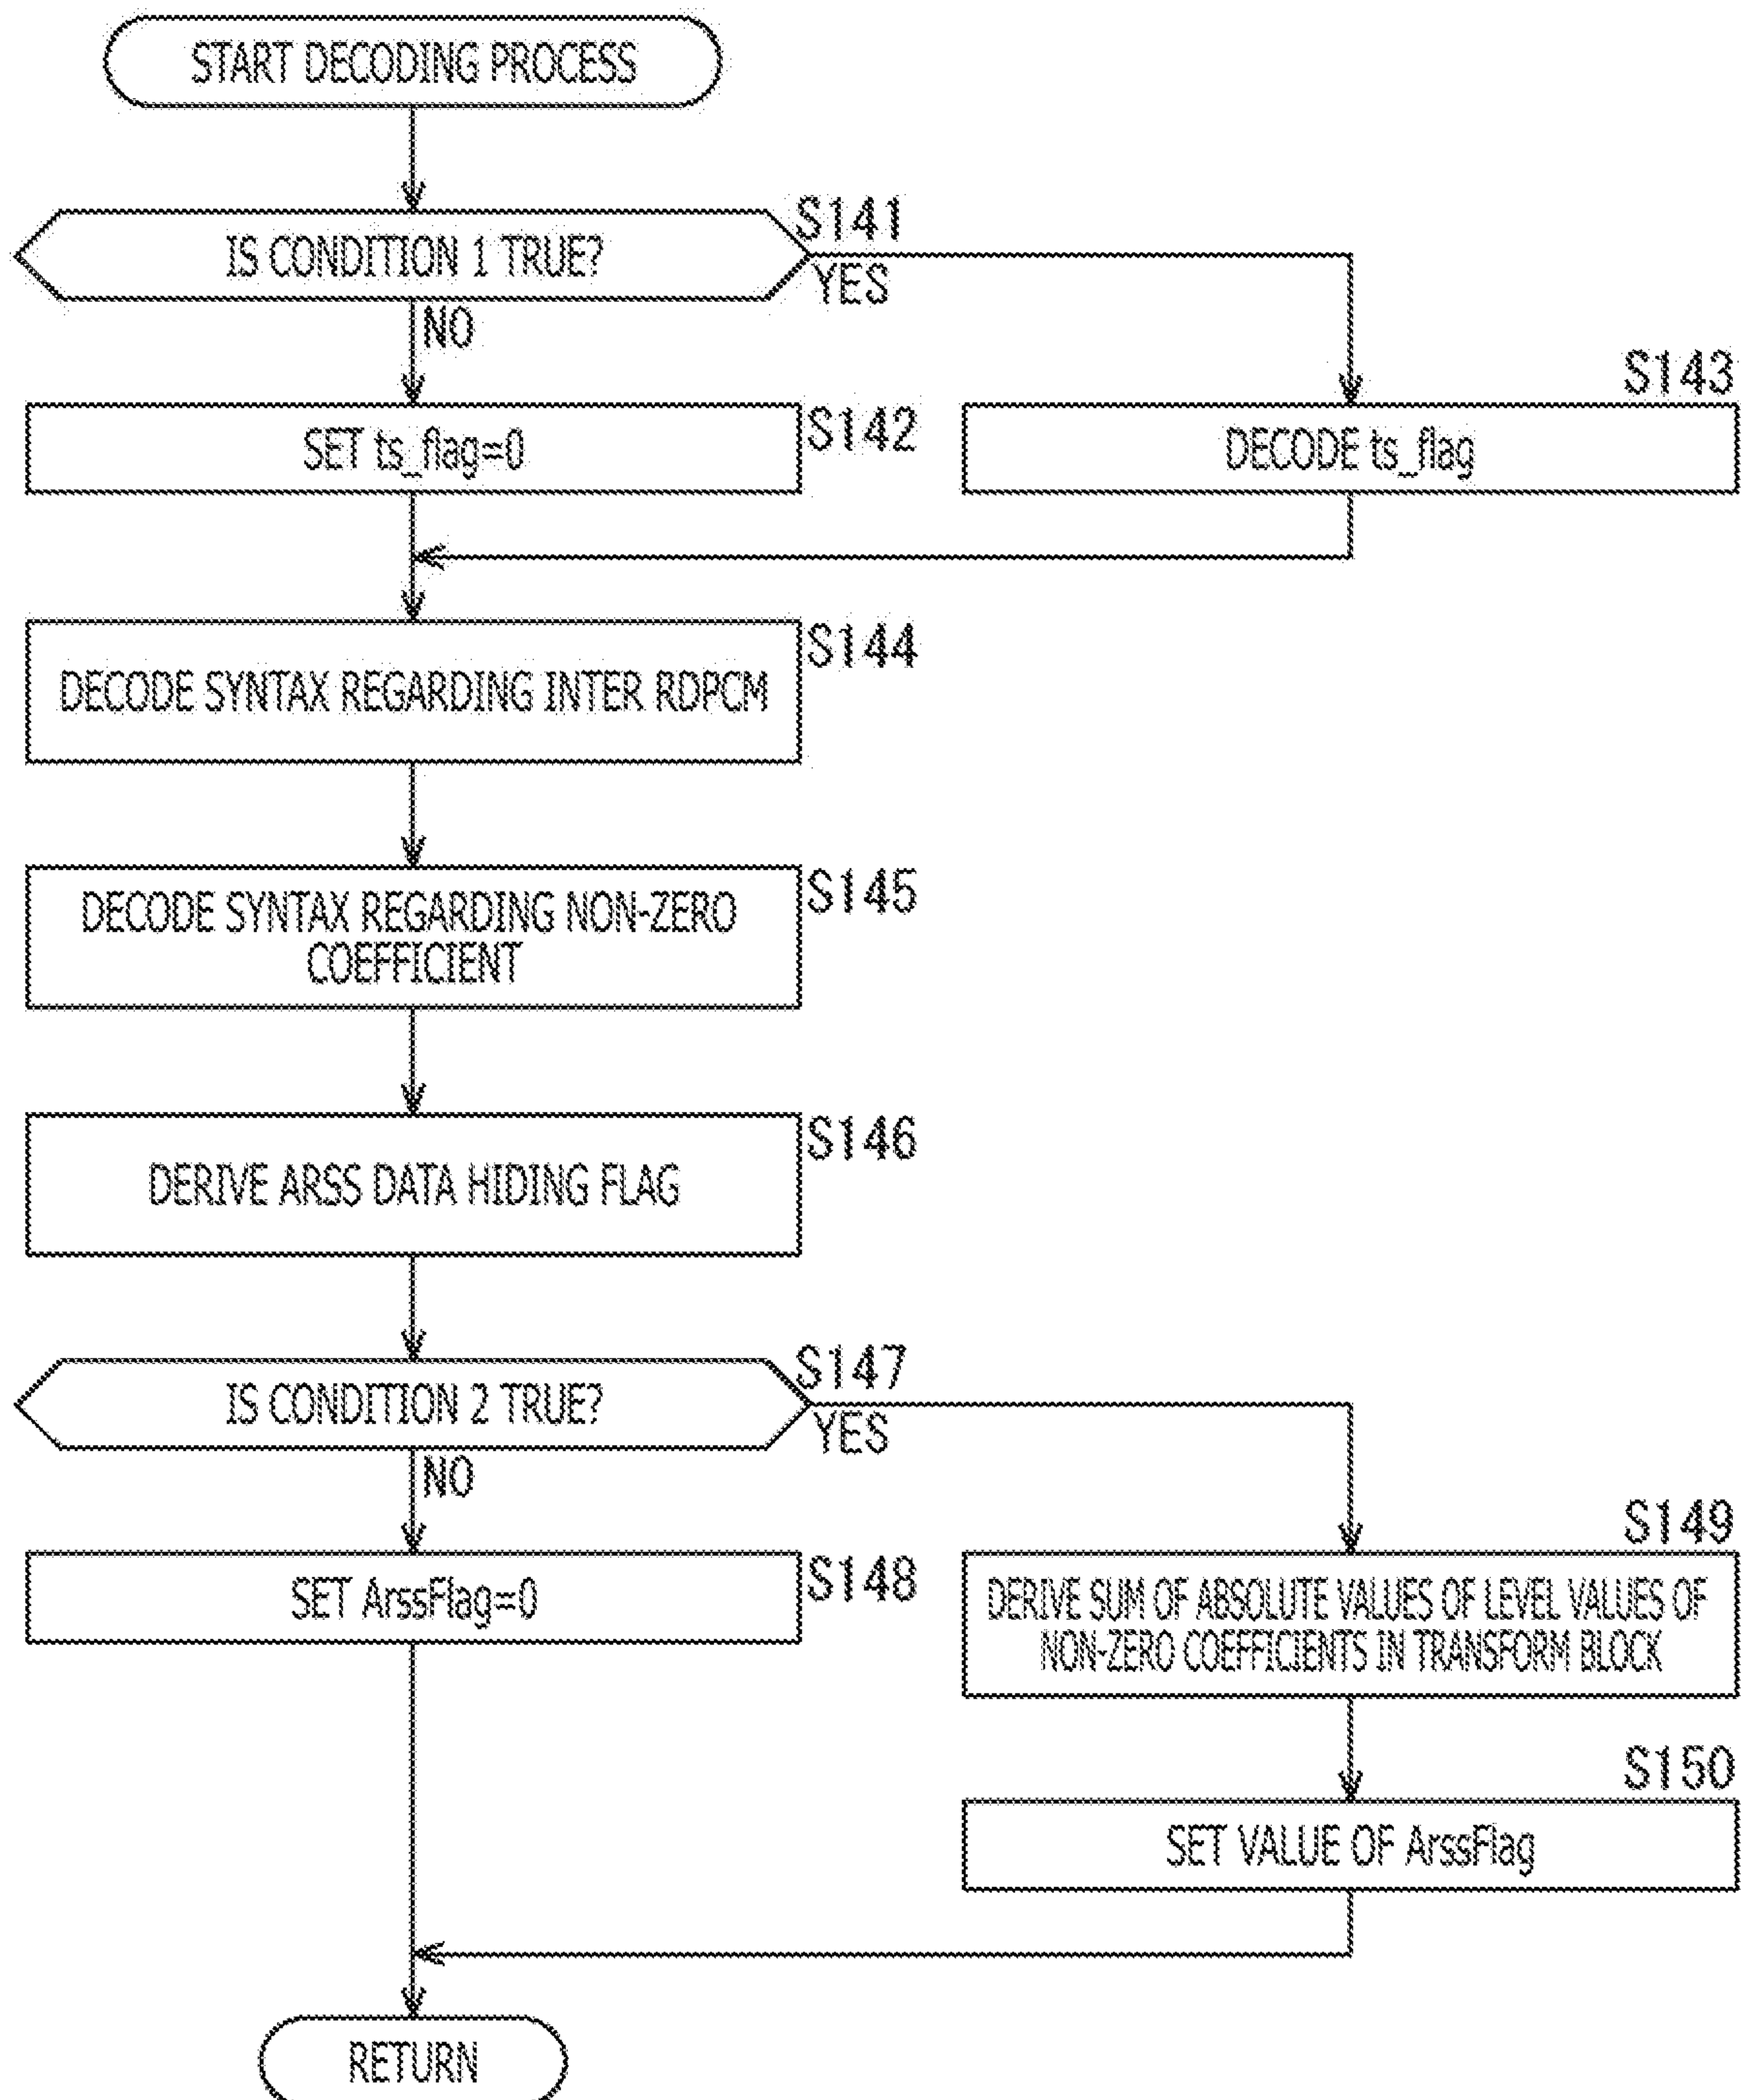 START DECODING PROCESS
S141
IS CONDITION 1 TRUE?
YES
NO
S143
S142
SET ts_flag=0
DECODE ts_flag
S144
DECODE SYNTAX REGARDING INTER RDPCM
S145
DECODE SYNTAX REGARDING NON-ZERO
COEFFICIENT
S146
DERIVE ARSS DATA HIDING FLAG
S147
IS CONDITION 2 TRUE?
YES
NO
S149
S148
SET ArssFlag=0
DERIVE SUM OF ABSOLUTE VALUES OF LEVEL VALUES OF
NON-ZERO COEFFICIENTS IN TRANSFORM BLOCK
S150
SET VALUE OF ArssFlag
RETURN